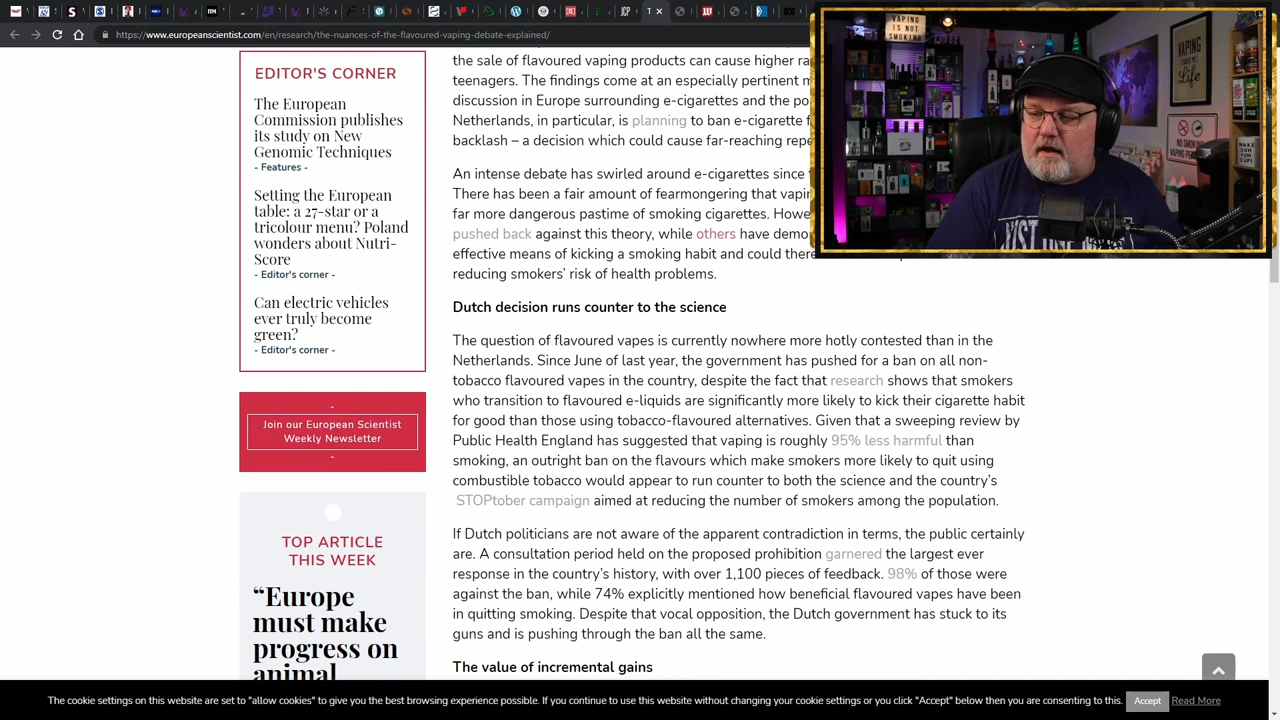 https://www.europeanscientist.com/en/research/the-nuances-of-the-flavoured-vaping-debate-explained/
EDITOR'S CORNER
The European
Commission publishes
its study on New
Genomic Techniques
- Features -
Setting the European
table: a 27-star or a
tricolour menu? Poland
wonders about Nutri-
Score
- Editor's corner -
Can electric vehicles
ever truly become
green?
- Editor's corner -
Join our European Scientist
Weekly Newsletter
TOP ARTICLE
THIS WEEK
“Europe
must make
progress on
animal
the sale of flavoured vaping products can cause higher
teenagers. The findings come at an especially pertinent
discussion in Europe surrounding e-cigarettes and the
Netherlands, in particular, is planning to ban e-cigarette
backlash – a decision which could cause far-reaching
An intense debate has swirled around e-cigarettes since
There has been a fair amount of fearmongering that
far more dangerous pastime of smoking cigarettes.
pushed back against this theory, while others have
effective means of kicking a smoking habit and could
reducing smokers’ risk of health problems.
Dutch decision runs counter to the science
The question of flavoured vapes is currently nowhere more hotly contested than in the
Netherlands. Since June of last year, the government has pushed for a ban on all non-
tobacco flavoured vapes in the country, despite the fact that research shows that smokers
who transition to flavoured e-liquids are significantly more likely to kick their cigarette habit
for good than those using tobacco-flavoured alternatives. Given that a sweeping review by
Public Health England has suggested that vaping is roughly 95% less harmful than
smoking, an outright ban on the flavours which make smokers more likely to quit using
combustible tobacco would appear to run counter to both the science and the country’s
STOPtober campaign aimed at reducing the number of smokers among the population.
If Dutch politicians are not aware of the apparent contradiction in terms, the public certainly
are. A consultation period held on the proposed prohibition garnered the largest ever
response in the country’s history, with over 1,100 pieces of feedback. 98% of those were
against the ban, while 74% explicitly mentioned how beneficial flavoured vapes have been
in quitting smoking. Despite that vocal opposition, the Dutch government has stuck to its
guns and is pushing through the ban all the same.
The value of incremental gains
VAPING
IS NOT
SMOKING
The cookie settings on this website are set to "allow cookies" to give you the best browsing experience possible. If you continue to use this website without changing your cookie settings or you click "Accept" below then you are consenting to this.
Accept
Read More